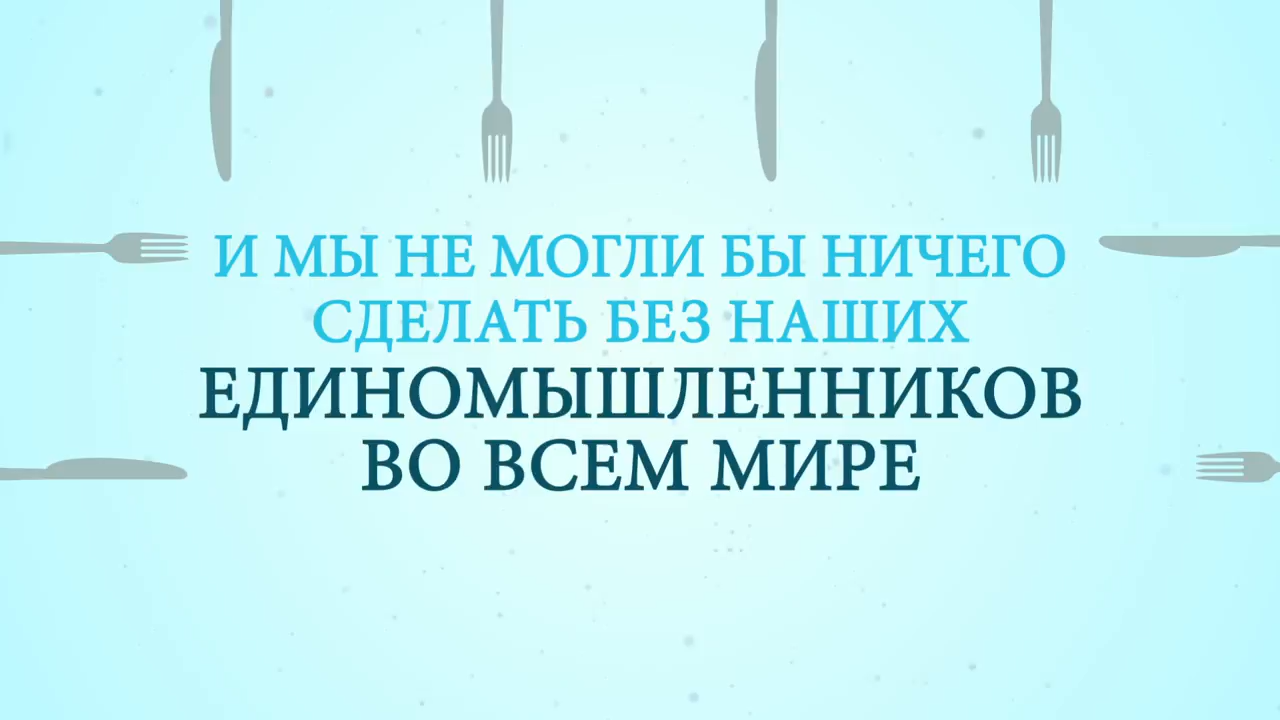 И МЫ НЕ МОГЛИ БЫ НИЧЕГО
СДЕЛАТЬ БЕЗ НАШИХ
ЕДИНОМЫШЛЕННИКОВ
ВО ВСЕМ МИРЕ